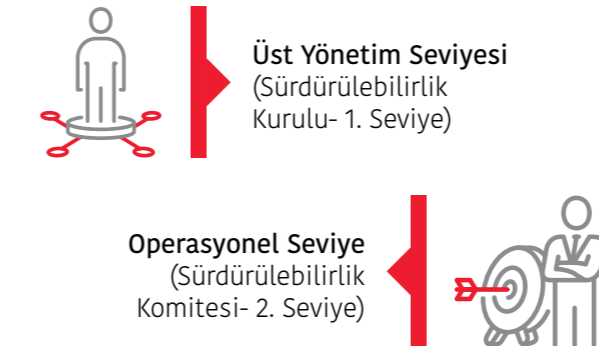 Üst Yönetim Seviyesi
(Sürdürülebilirlik
Kurulu- 1. Seviye)
Operasyonel Seviye
(Sürdürülebilirlik
Komitesi- 2. Seviye)